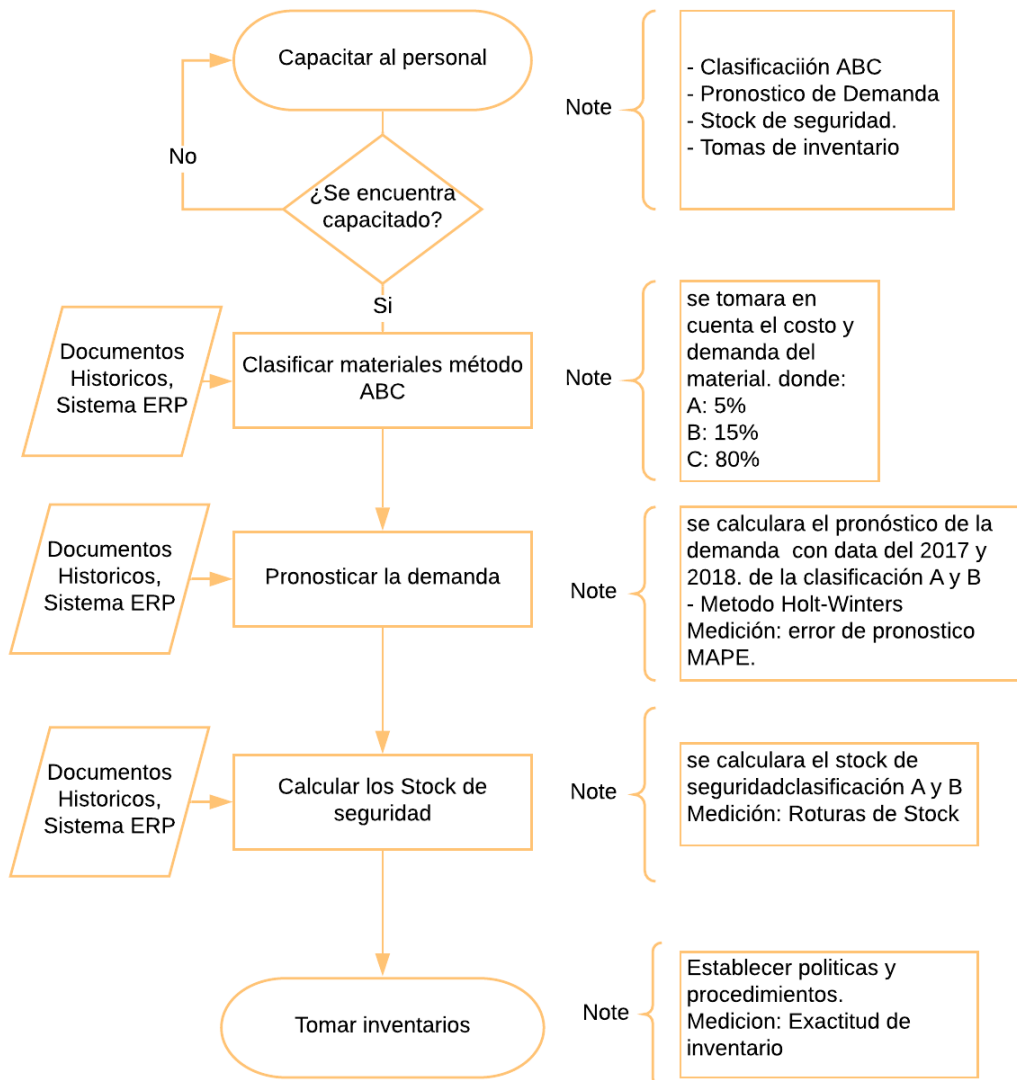 Capacitar al personal
Note
- Clasificaciión ABC
- Pronostico de Demanda
- Stock de seguridad.
- Tomas de inventario
No
¿Se encuentra
capacitado?
Si
Documentos
Historicos,
Sistema ERP
Clasificar materiales método
ABC
Note
se tomara en
cuenta el costo y
demanda del
material. donde:
A: 5%
B: 15%
C: 80%
Documentos
Historicos,
Sistema ERP
Pronosticar la demanda
Note
se calculara el pronóstico de la
demanda  con data del 2017 y
2018. de la clasificación A y B
- Metodo Holt-Winters
Medición: error de pronostico
MAPE.
Documentos
Historicos,
Sistema ERP
Calcular los Stock de
seguridad
Note
se calculara el stock de
seguridadclasificación A y B
Medición: Roturas de Stock
Tomar inventarios
Note
Establecer politicas y
procedimientos.
Medicion: Exactitud de
inventario